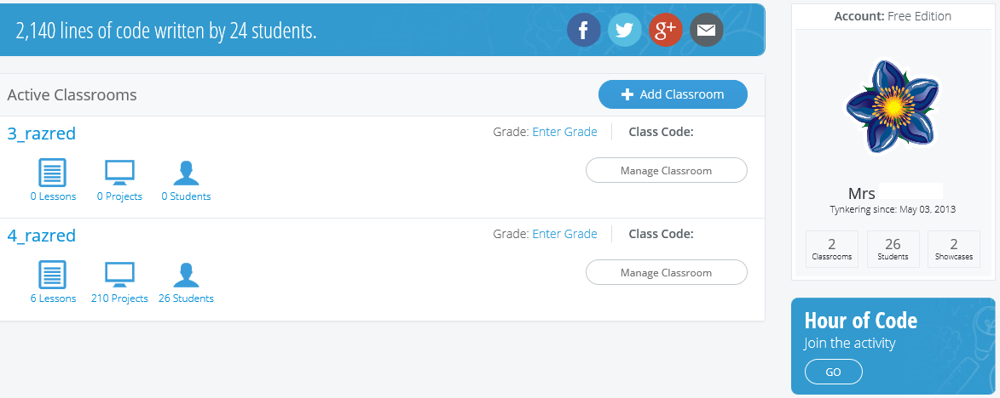 2,140 lines of code written by 24 students.
f
g+
Active Classrooms
+ Add Classroom
3_razred
Grade: Enter Grade
Class Code:
0 Lessons
0 Projects
0 Students
Manage Classroom
4_razred
Grade: Enter Grade
Class Code:
6 Lessons
210 Projects
26 Students
Manage Classroom
Account: Free Edition
Mrs
Tynkering since: May 03, 2013
2
Classrooms
26
Students
2
Showcases
Hour of Code
Join the activity
GO